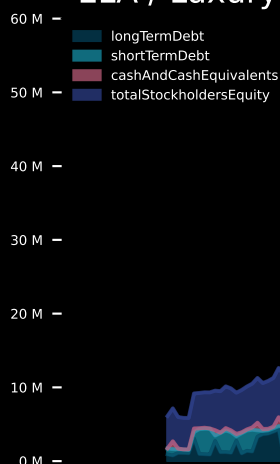 60 M
longTermDebt
shortTermDebt
cashAndCashEquivalents
totalStockholdersEquity
50 M
40 M
30 M
20 M
10 M
0 M